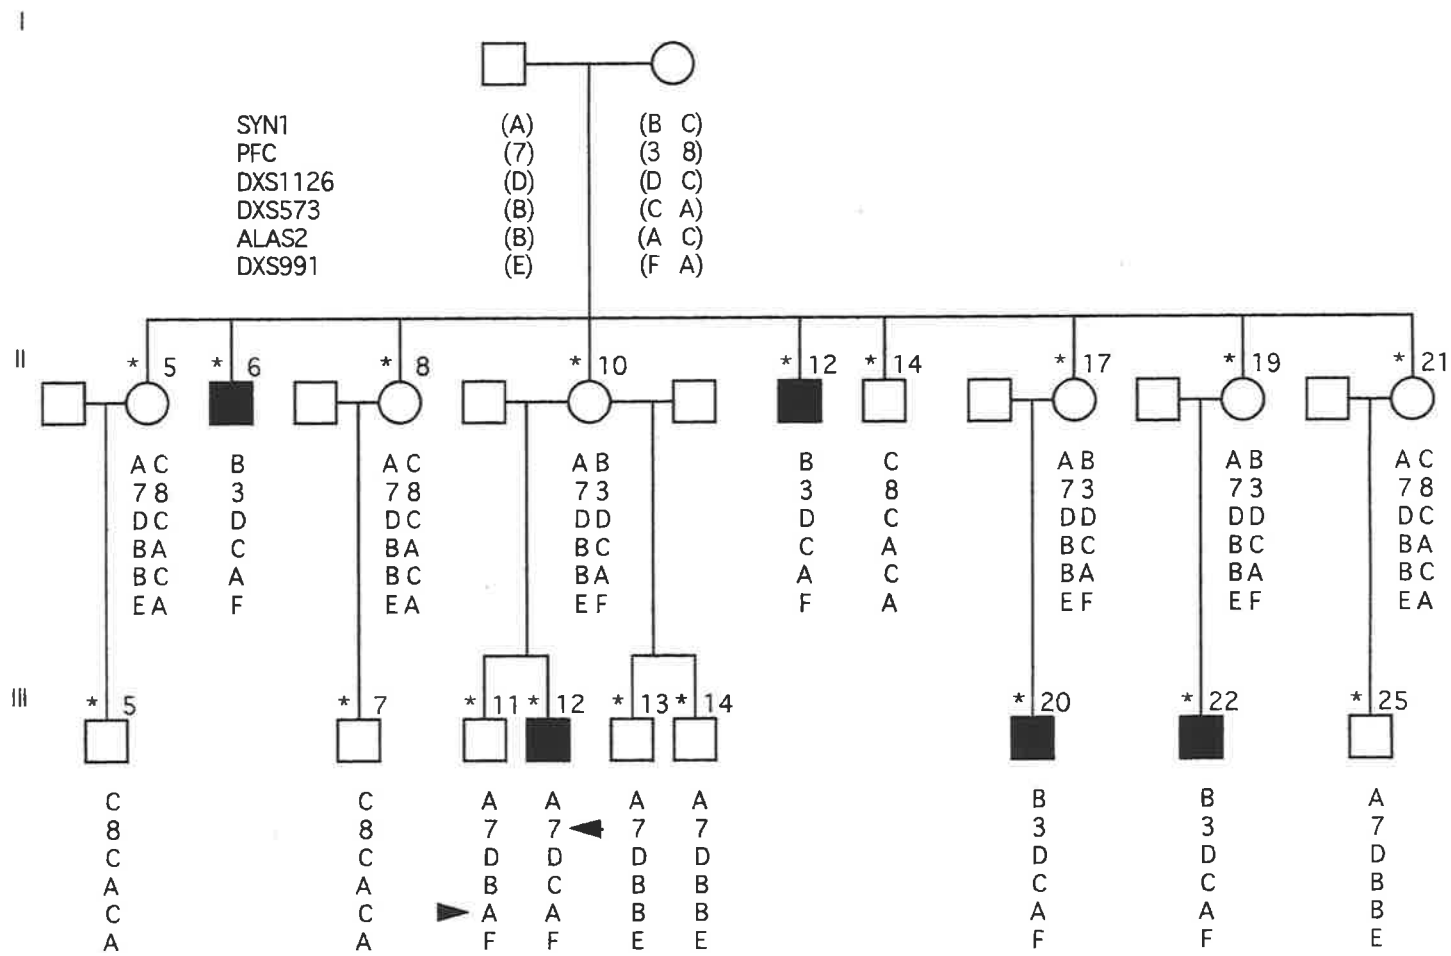 I
SYN1 (A) (B C)
PFC (7) (3 8)
DXS1126 (D) (D C)
DXS573 (B) (C A)
ALAS2 (B) (A C)
DXS991 (E) (F A)
II * 5 * 6 * 8 * 10 * 12 * 14 * 17 * 19 * 21
A C B A C A B B C A B A B A C
7 8 3 7 8 7 3 3 8 7 3 7 3 7 8
D C D D C D D D C D D D D D C
B A C B A B C C A B C B C B A
B C A B C B A A C B A B A B C
E A F E A E F F A E F E F E A
III * 5 * 7 * 11 * 12 * 13 * 14 * 20 * 22 * 25
C C A A A A B B A
8 8 7 7 7 7 3 3 7
C C D D D D D D D
A A B C B B C C B
C C A A B B A A B
A A F F E E F F E